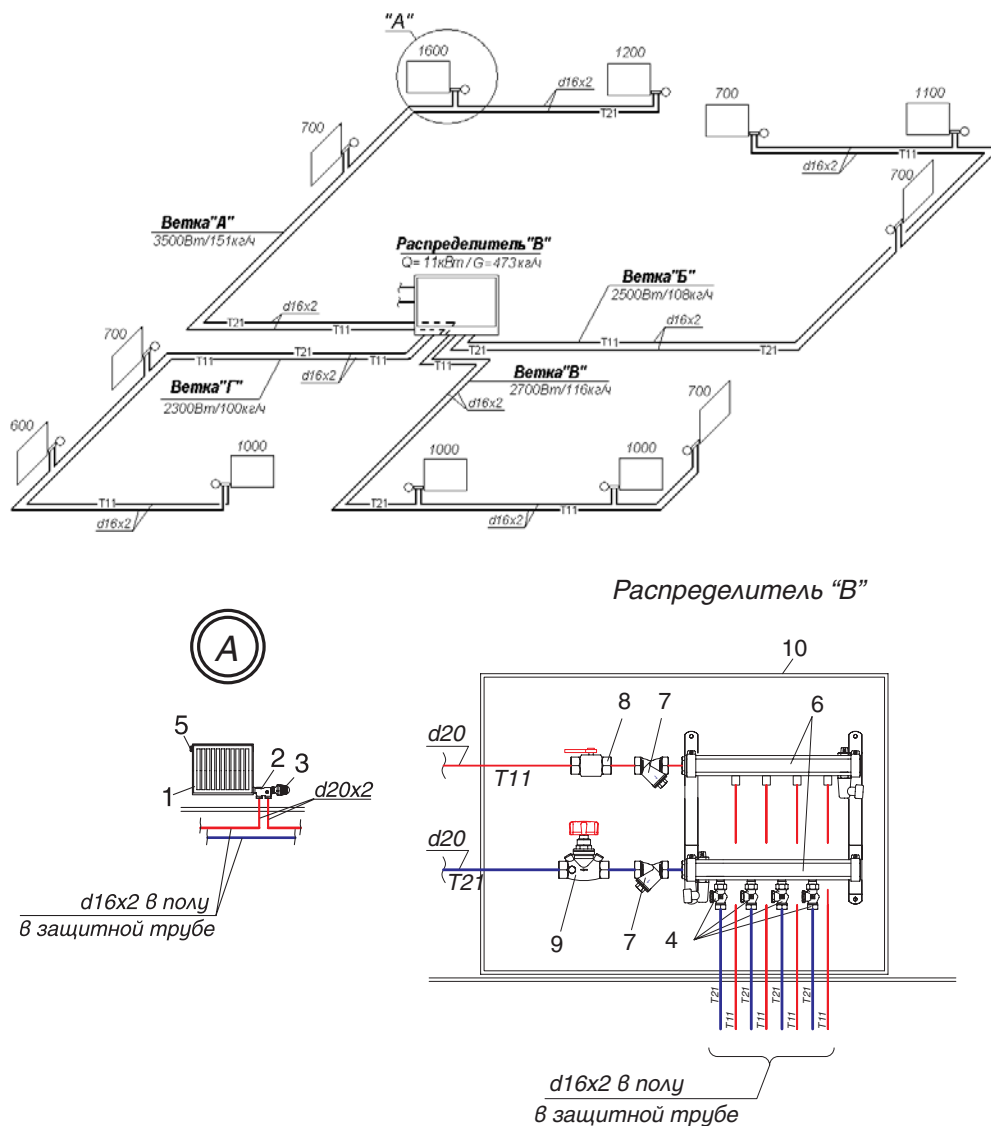 "А"
1600
1200
d16x2
T21
700
1100
T11
d16x2
700
700
Ветка"А"
3500Вт/151кг/ч
Распределитель"В"
Q= 11кВт / G=473кг/ч
Ветка"Б"
2500Вт/108кг/ч
d16x2
T21
T11
d16x2
T11
T21
T21
700
T21
T11
T11
d16x2
T11
Ветка"Г"
2300Вт/100кг/ч
Ветка"В"
2700Вт/116кг/ч
d16x2
700
600
1000
1000
1000
T11
d16x2
T21
T11
d16x2
Распределитель “В”
А
10
8
7
6
5
2
3
1
d20x2
d20
T11
d20
T21
9
7
4
d16x2 в полу
в защитной трубе
T21
T11
T21
T11
T21
T11
T21
T11
d16x2 в полу
в защитной трубе